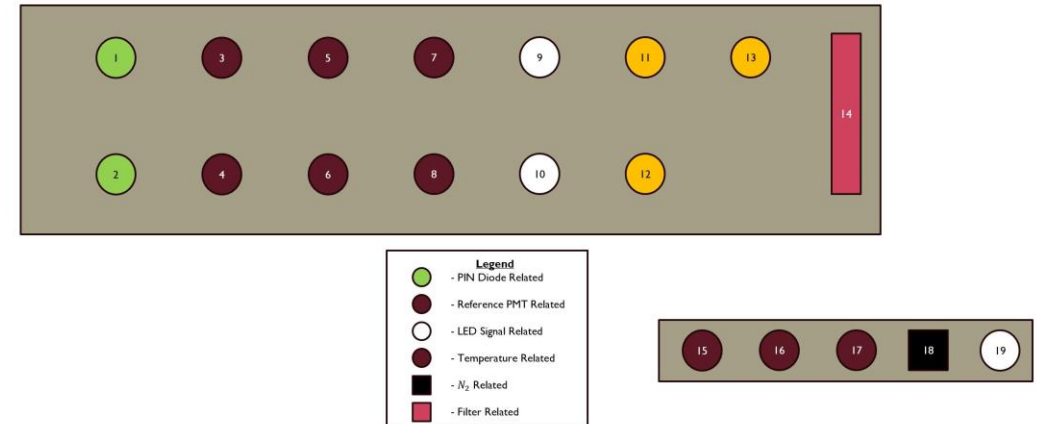 1 3 5 7 9 11 13
14
2 4 6 8 10 12
Legend
- PIN Diode Related
- Reference PMT Related
- LED Signal Related
- Temperature Related
- N₂ Related
- Filter Related
15 16 17 18 19